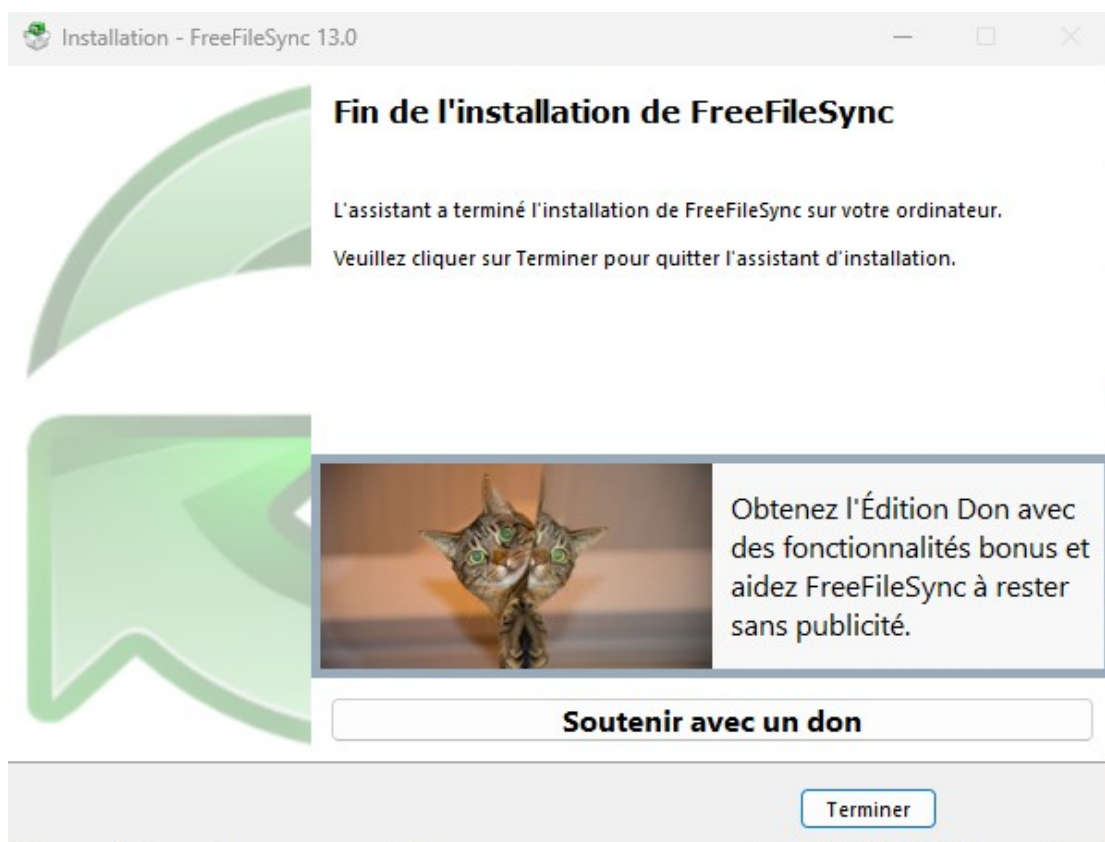 Installation - FreeFileSync 13.0
Fin de l'installation de FreeFileSync
L'assistant a terminé l'installation de FreeFileSync sur votre ordinateur.
Veuillez cliquer sur Terminer pour quitter l'assistant d'installation.
Obtenez l'Édition Don avec
des fonctionnalités bonus et
aidez FreeFileSync à rester
sans publicité.
Soutenir avec un don
Terminer